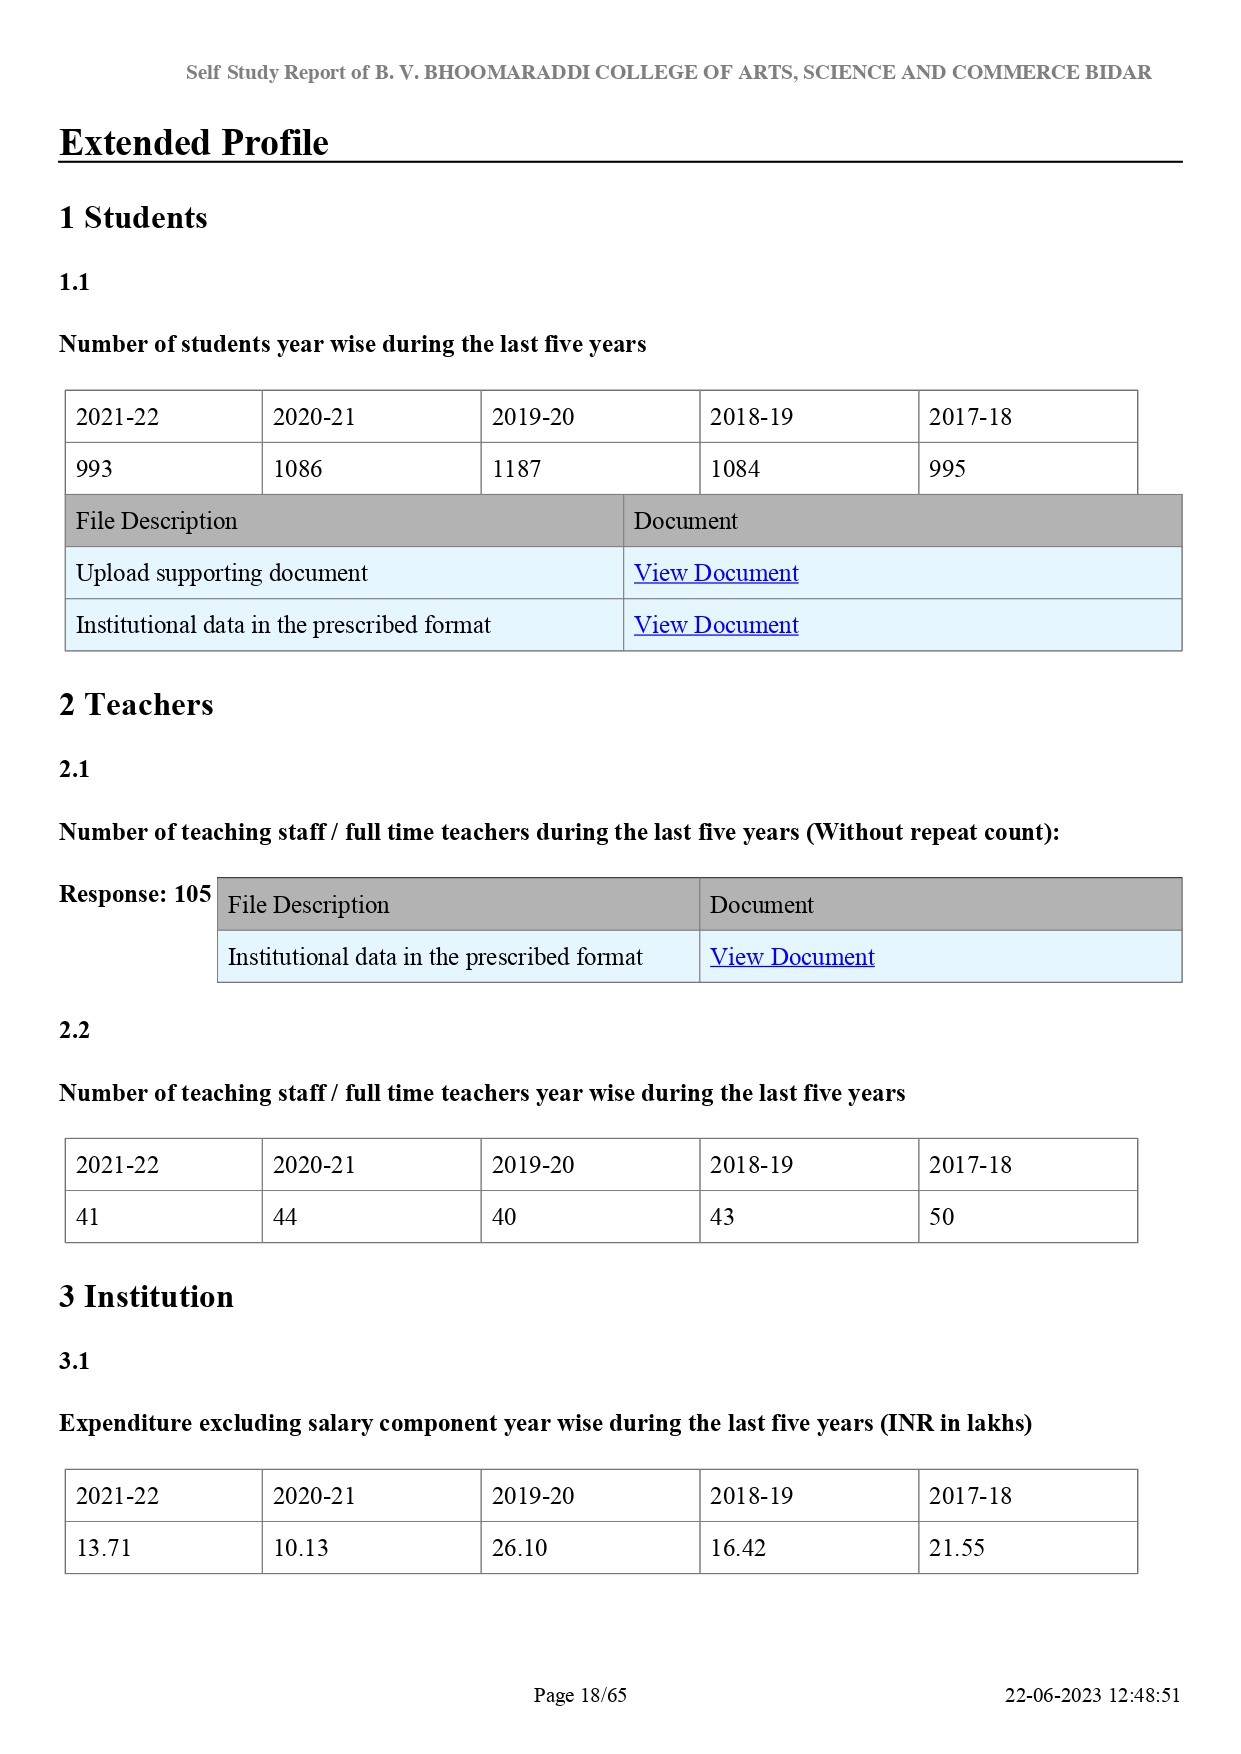 Self Study Report of B. V. BHOOMARADDI COLLEGE OF ARTS, SCIENCE AND COMMERCE BIDAR
Extended Profile
1 Students
1.1
Number of students year wise during the last five years
2021-22 2020-21 2019-20 2018-19 2017-18
993 1086 1187 1084 995
File Description Document
Upload supporting document View Document
Institutional data in the prescribed format View Document
2 Teachers
2.1
Number of teaching staff / full time teachers during the last five years (Without repeat count):
Response: 105
File Description Document
Institutional data in the prescribed format View Document
2.2
Number of teaching staff / full time teachers year wise during the last five years
2021-22 2020-21 2019-20 2018-19 2017-18
41 44 40 43 50
3 Institution
3.1
Expenditure excluding salary component year wise during the last five years (INR in lakhs)
2021-22 2020-21 2019-20 2018-19 2017-18
13.71 10.13 26.10 16.42 21.55
Page 18/65 22-06-2023 12:48:51